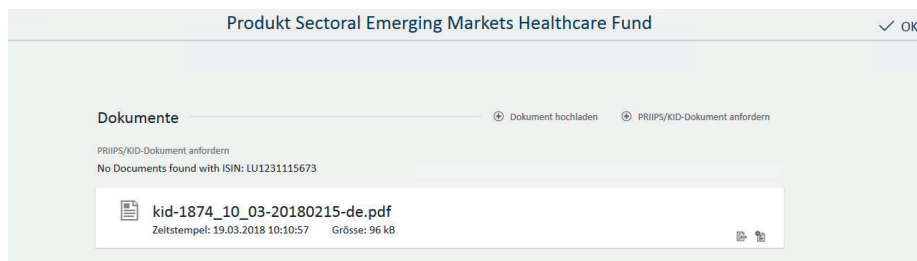 Produkt Sectoral Emerging Markets Healthcare Fund
OK
Dokumente
Dokument hochladen
PRIIPS/KID-Dokument anfordern
PRIIPS/KID-Dokument anfordern
No Documents found with ISIN: LU1231115673
kid-1874_10_03-20180215-de.pdf
Zeitstempel: 19.03.2018 10:10:57 Grösse: 96 kB